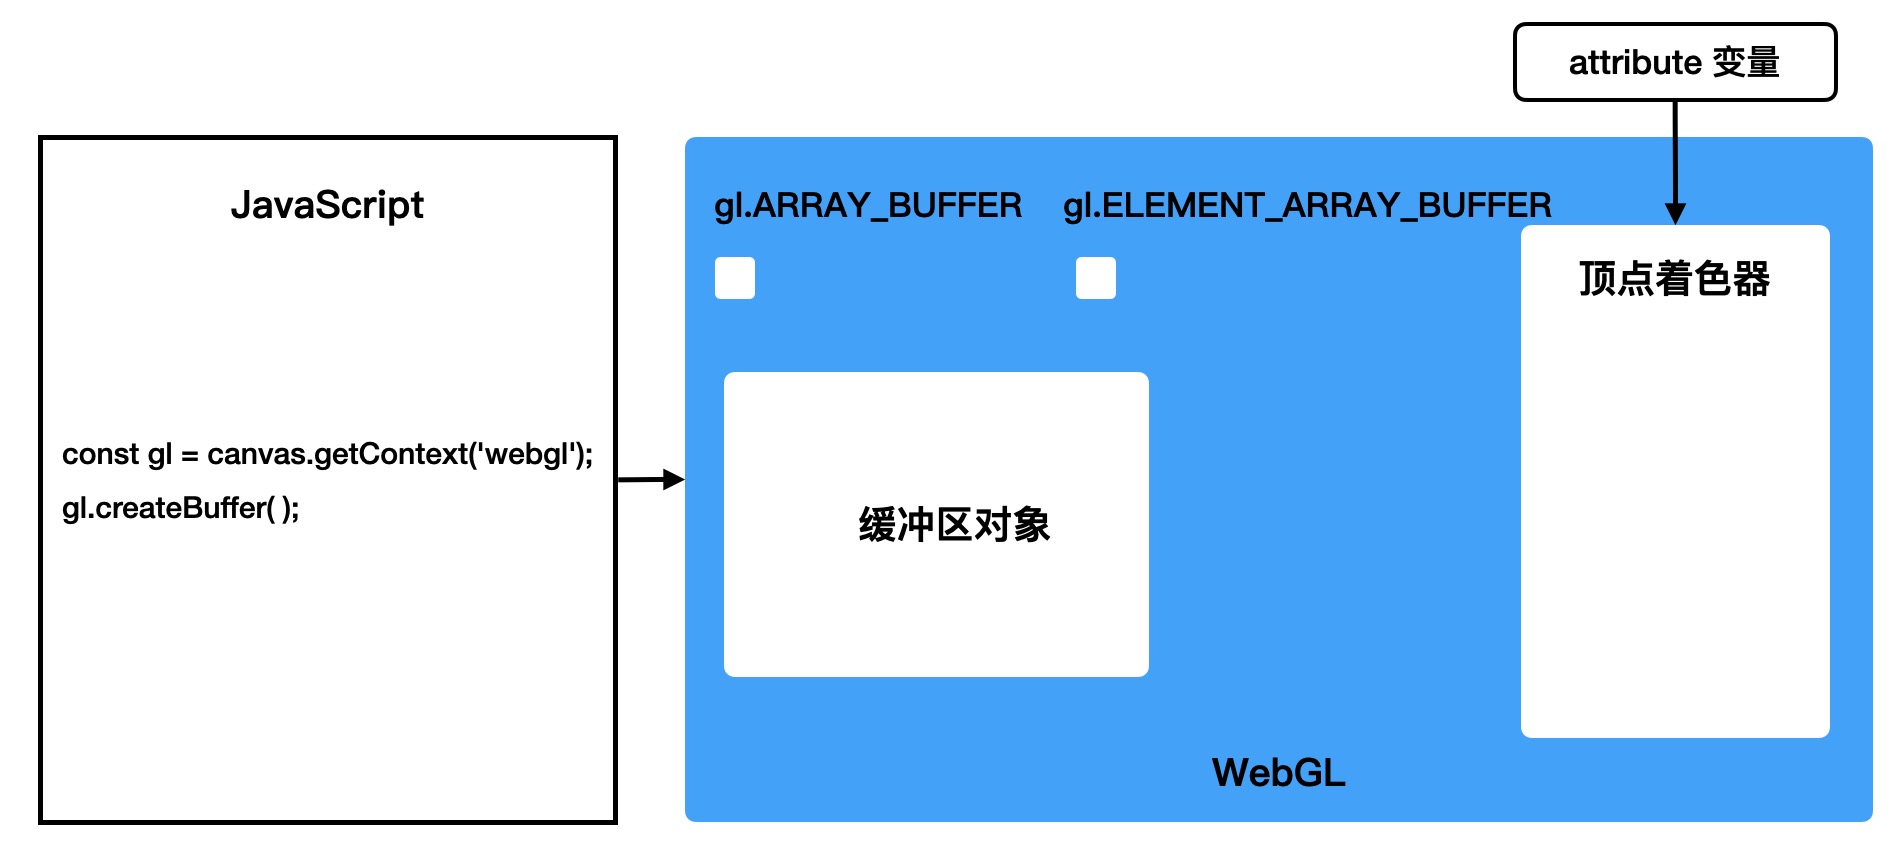 attribute 变量
JavaScript
const gl = canvas.getContext('webgl');
gl.createBuffer( );
gl.ARRAY_BUFFER
gl.ELEMENT_ARRAY_BUFFER
顶点着色器
缓冲区对象
WebGL